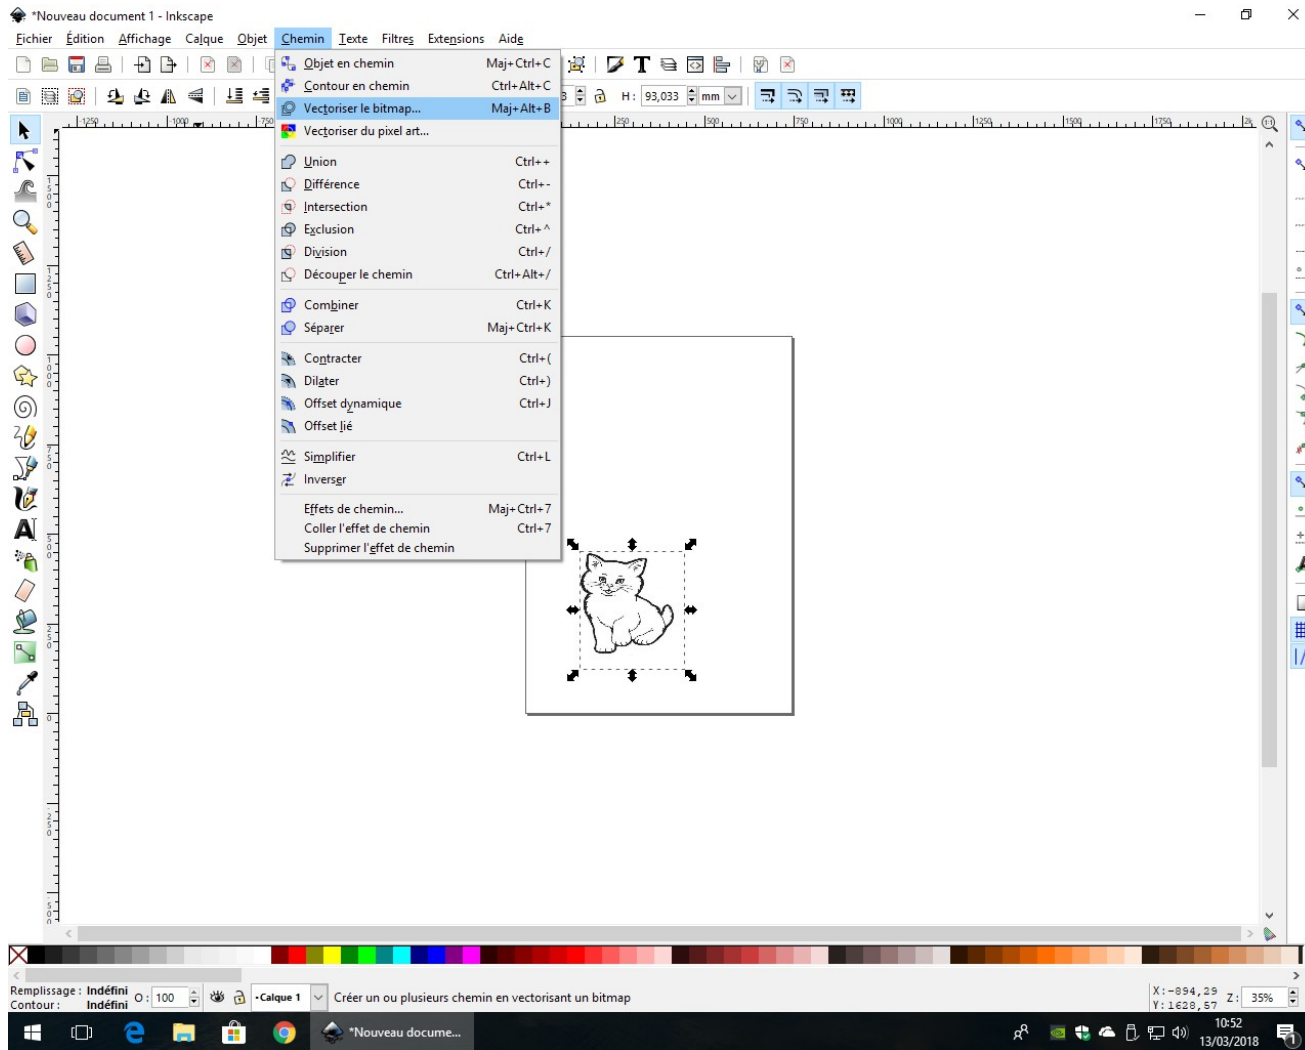 *Nouveau document 1 - Inkscape
Fichier Édition Affichage Calque Objet Chemin Texte Filtres Extensions Aide
Objet en chemin Maj+Ctrl+C
Contour en chemin Ctrl+Alt+C
H: 93,033 mm
Vectoriser le bitmap... Maj+Alt+B
Vectoriser du pixel art...
Union Ctrl++
Différence Ctrl+-
Intersection Ctrl+*
Exclusion Ctrl+^
Division Ctrl+/
Découper le chemin Ctrl+Alt+/
Combiner Ctrl+K
Séparer Maj+Ctrl+K
Contracter Ctrl+(
Dilater Ctrl+)
Offset dynamique Ctrl+J
Offset lié
Simplifier Ctrl+L
Inverser
Effets de chemin... Maj+Ctrl+7
Coller l'effet de chemin Ctrl+7
Supprimer l'effet de chemin
Remplissage : Indéfini
Contour : Indéfini
O: 100
•Calque 1
Créer un ou plusieurs chemin en vectorisant un bitmap
X: -894,29
Y: 1628,57
Z: 35%
*Nouveau docume...
10:52
13/03/2018